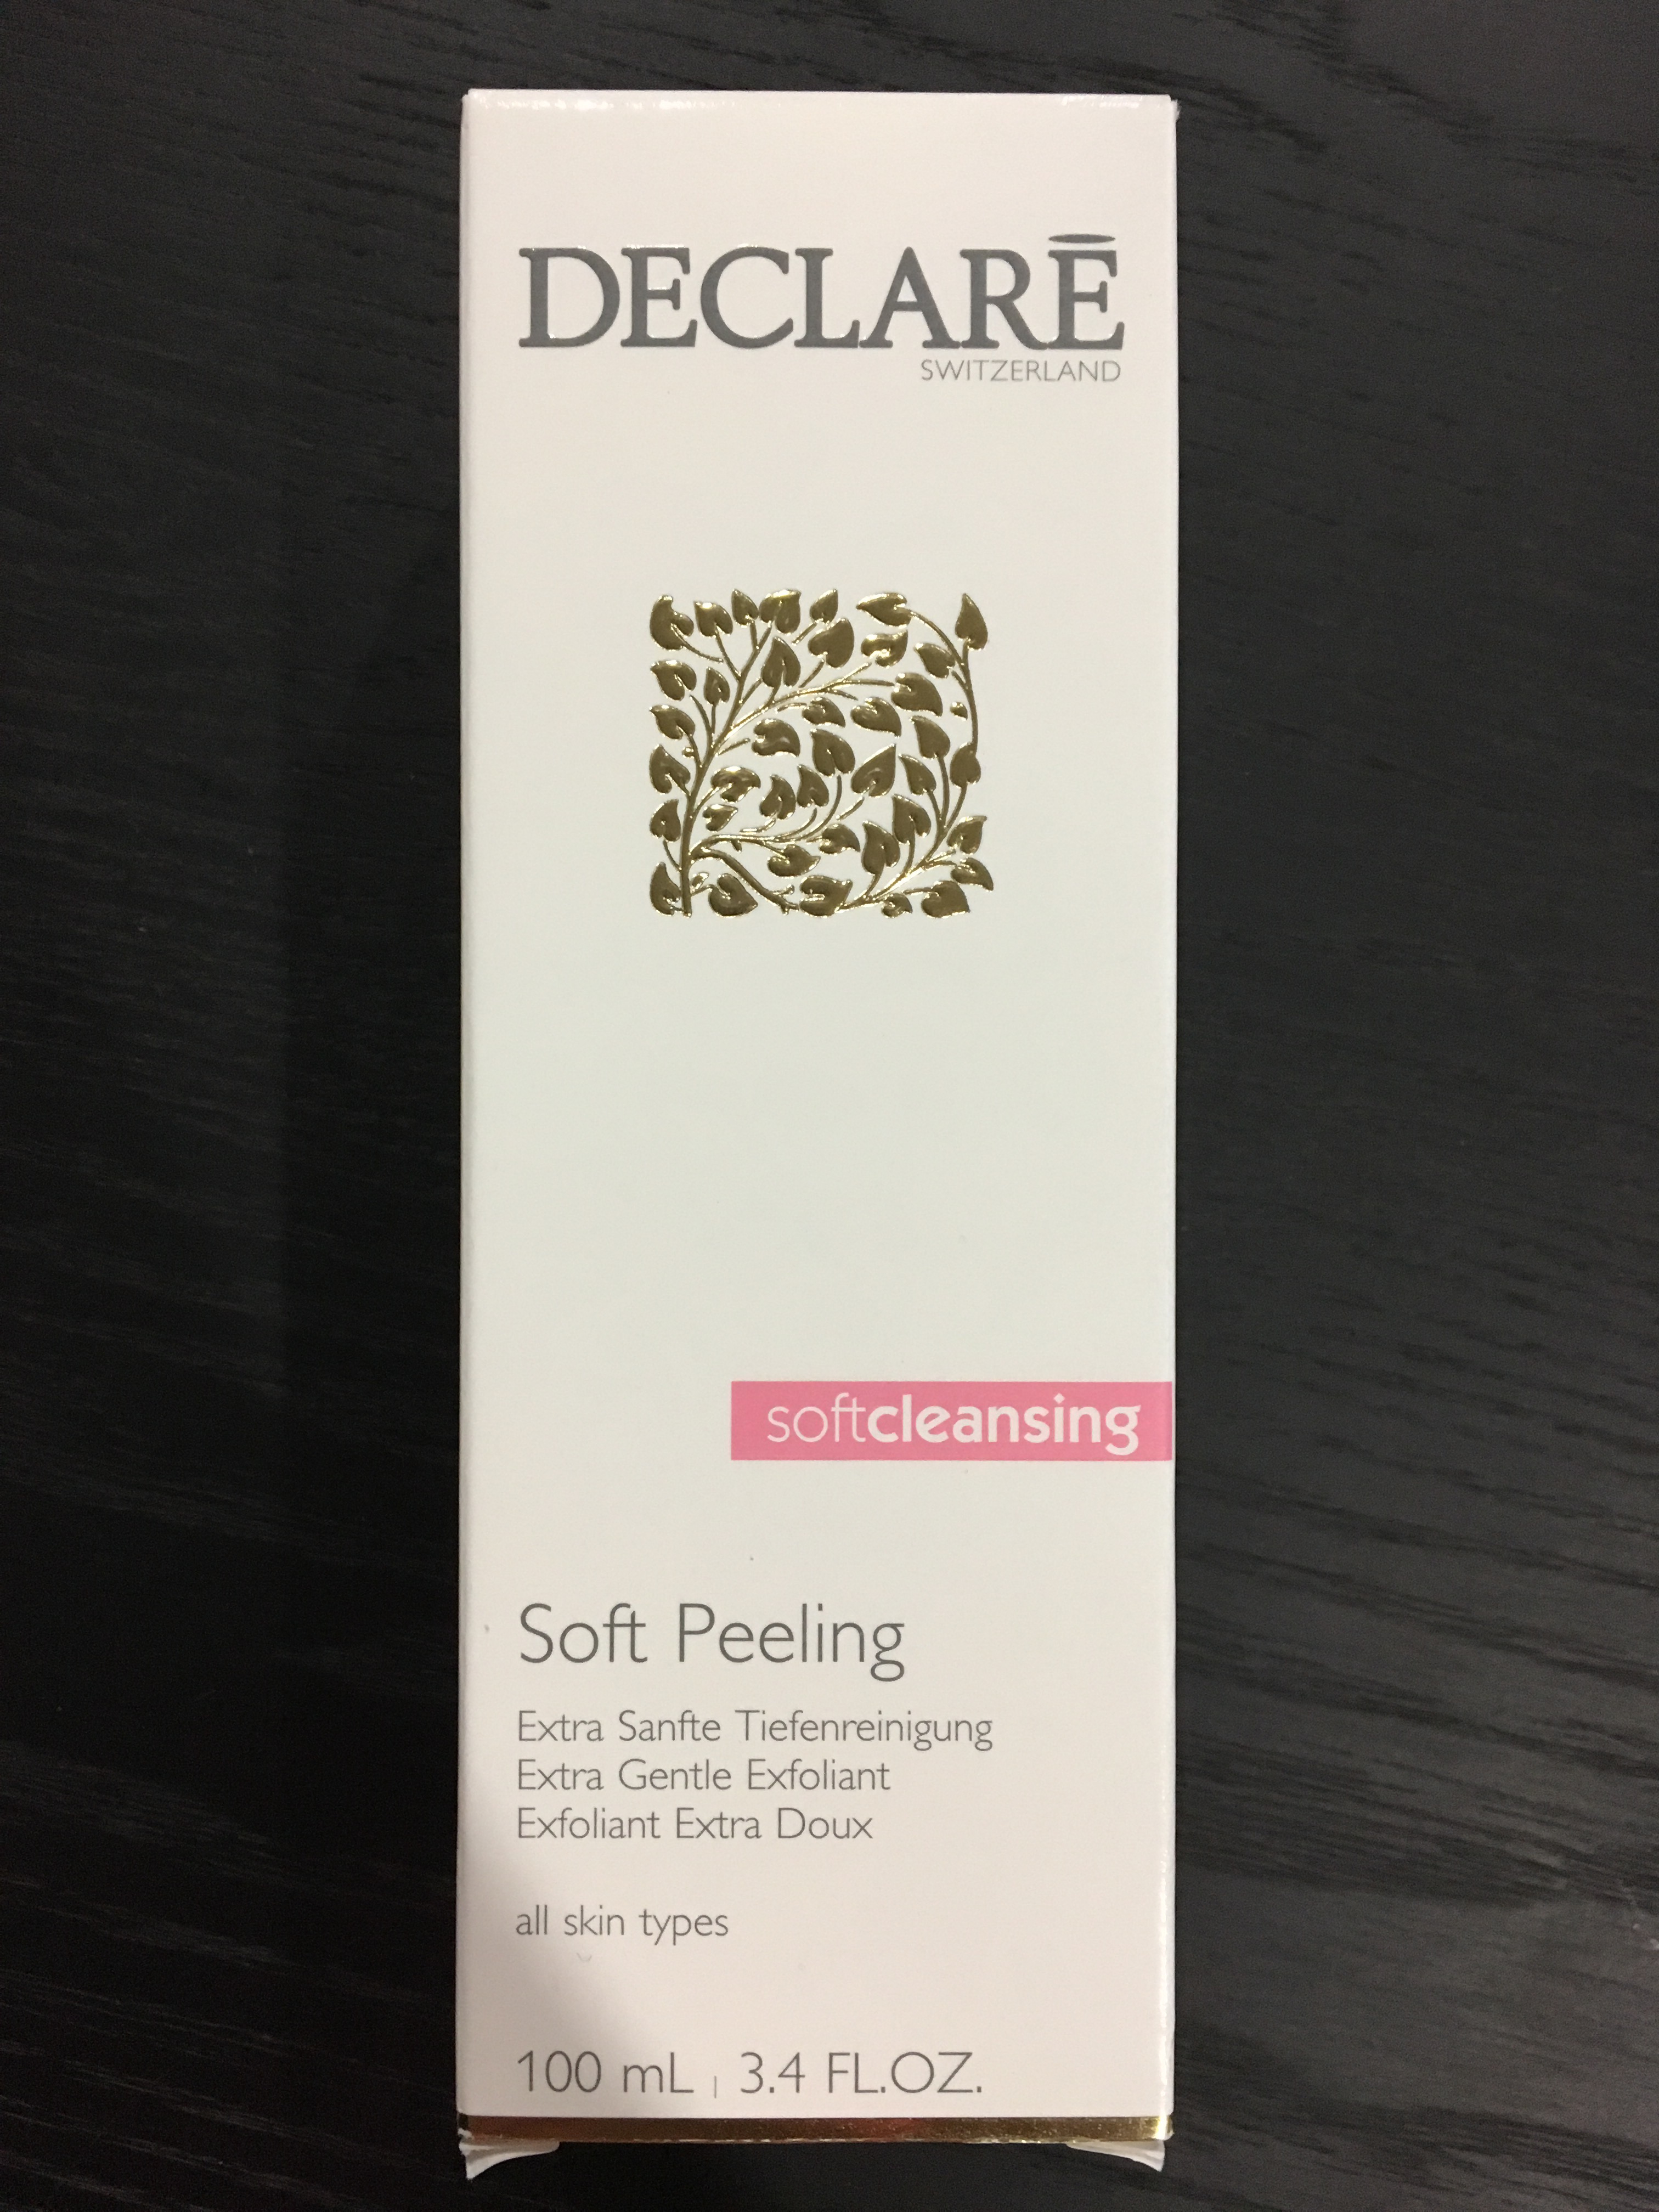 DECLARĒ
SWITZERLAND
softcleansing
Soft Peeling
Extra Sanfte Tiefenreinigung
Extra Gentle Exfoliant
Exfoliant Extra Doux
all skin types
100 mL | 3.4 FL.OZ.